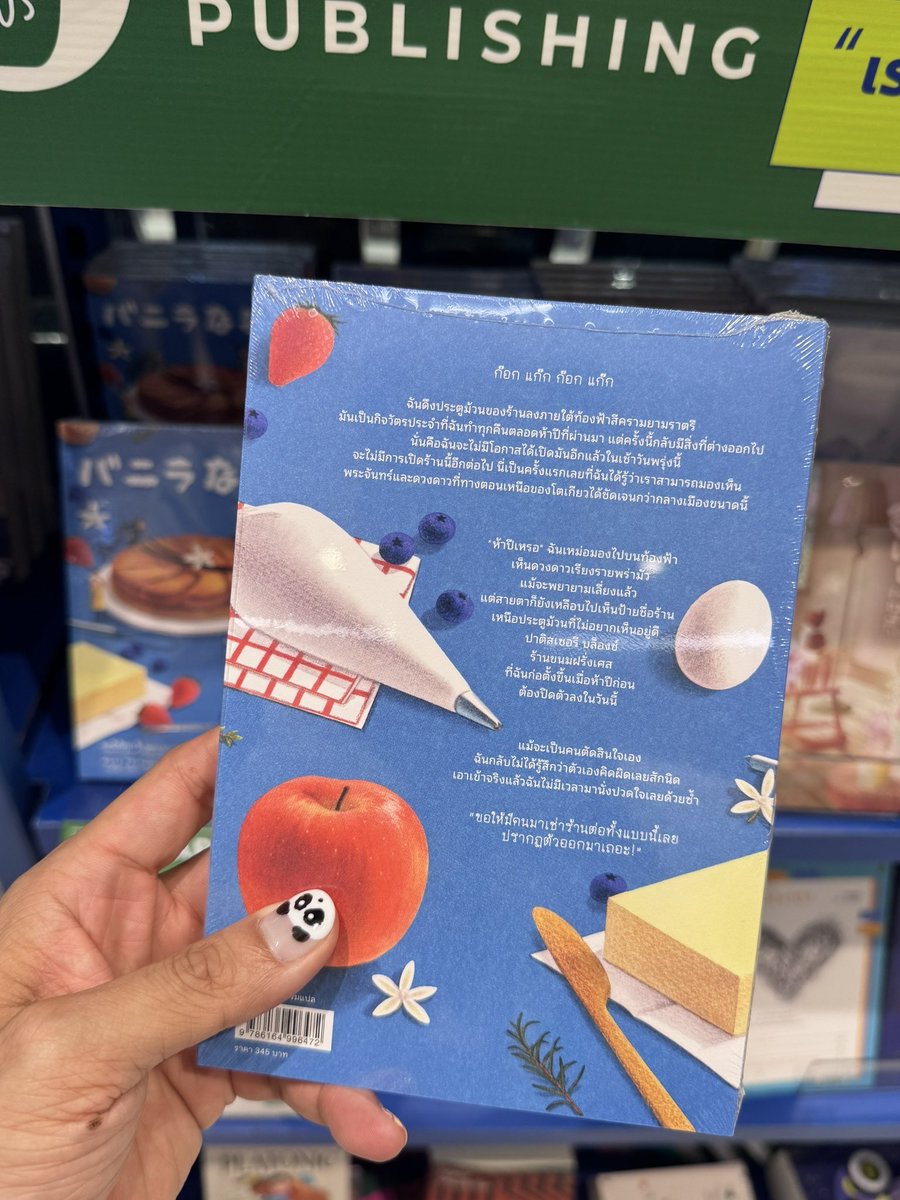 PUBLISHING
"เร
バニラな
バニラな
ก๊อก แก๊ก ก๊อก แก๊ก
ฉันดึงประตูม้วนของร้านลงภายใต้ท้องฟ้าสีครามยามราตรี
มันเป็นกิจวัตรประจำที่ฉันทำทุกคืนตลอดห้าปีที่ผ่านมา แต่ครั้งนี้กลับมีสิ่งที่ต่างออกไป
นั่นคือฉันจะไม่มีโอกาสได้เปิดมันอีกแล้วในเช้าวันพรุ่งนี้
จะไม่มีการเปิดร้านนี้อีกต่อไป นี่เป็นครั้งแรกเลยที่ฉันได้รู้ว่าเราสามารถมองเห็น
พระจันทร์และดวงดาวที่ทางตอนเหนือของโตเกียวได้ชัดเจนกว่ากลางเมืองขนาดนี้
"ห้าปีเหรอ" ฉันเหม่อมองไปบนท้องฟ้า
เห็นดวงดาวเรียงรายพร่ามัว
แม้จะพยายามเลี่ยงแล้ว
แต่สายตาก็ยังเหลือบไปเห็นป้ายชื่อร้าน
เหนือประตูม้วนที่ไม่อยากเห็นอยู่ดี
ปาติสเซอรี บล็องช์
ร้านขนมฝรั่งเศส
ที่ฉันก่อตั้งขึ้นเมื่อห้าปีก่อน
ต้องปิดตัวลงในวันนี้
แม้จะเป็นคนตัดสินใจเอง
ฉันกลับไม่ได้รู้สึกว่าตัวเองคิดผิดเลยสักนิด
เอาเข้าจริงแล้วฉันไม่มีเวลามานั่งปวดใจเลยด้วยซ้ำ
"ขอให้มีคนมาเช่าร้านต่อทั้งแบบนี้เลย
ปรากฏตัวออกมาเถอะ!"
9 786164 996472
ราคา 345 บาท